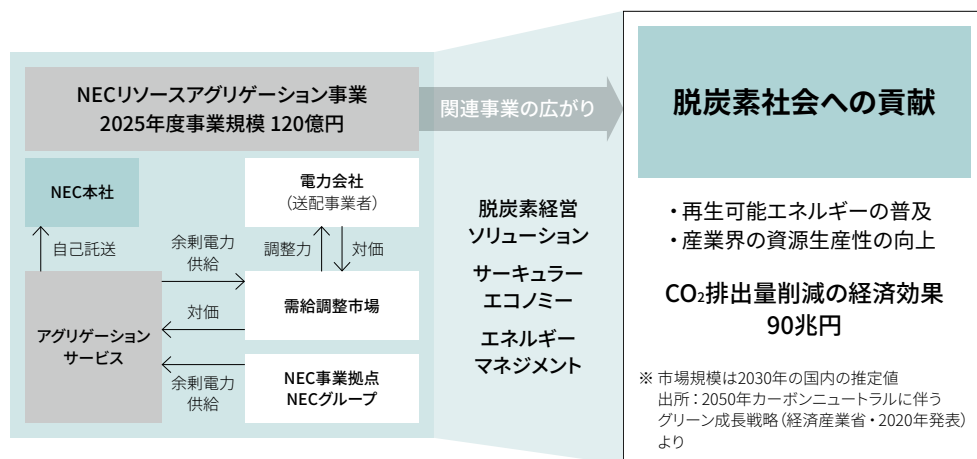 NECリソースアグリゲーション事業
2025年度事業規模 120億円
関連事業の広がり
NEC本社
電力会社
(送配事業者)
自己託送
余剰電力
供給
調整力
対価
アグリゲーション
サービス
対価
需給調整市場
余剰電力
供給
NEC事業拠点
NECグループ
脱炭素経営
ソリューション
サーキュラー
エコノミー
エネルギー
マネジメント
脱炭素社会への貢献
・再生可能エネルギーの普及
・産業界の資源生産性の向上
CO₂排出量削減の経済効果
90兆円
※ 市場規模は2030年の国内の推定値
出所：2050年カーボンニュートラルに伴う
グリーン成長戦略（経済産業省・2020年発表）
より